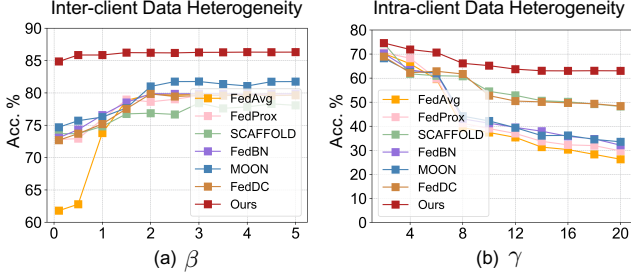 Inter-client Data Heterogeneity
Acc. %
90
85
80
75
70
65
60
0
1
2
3
4
5
FedAvg
FedProx
SCAFFOLD
FedBN
MOON
FedDC
Ours
(a) β
Intra-client Data Heterogeneity
Acc. %
80
70
60
50
40
30
20
10
0
4
8
12
16
20
FedAvg
FedProx
SCAFFOLD
FedBN
MOON
FedDC
Ours
(b) γ